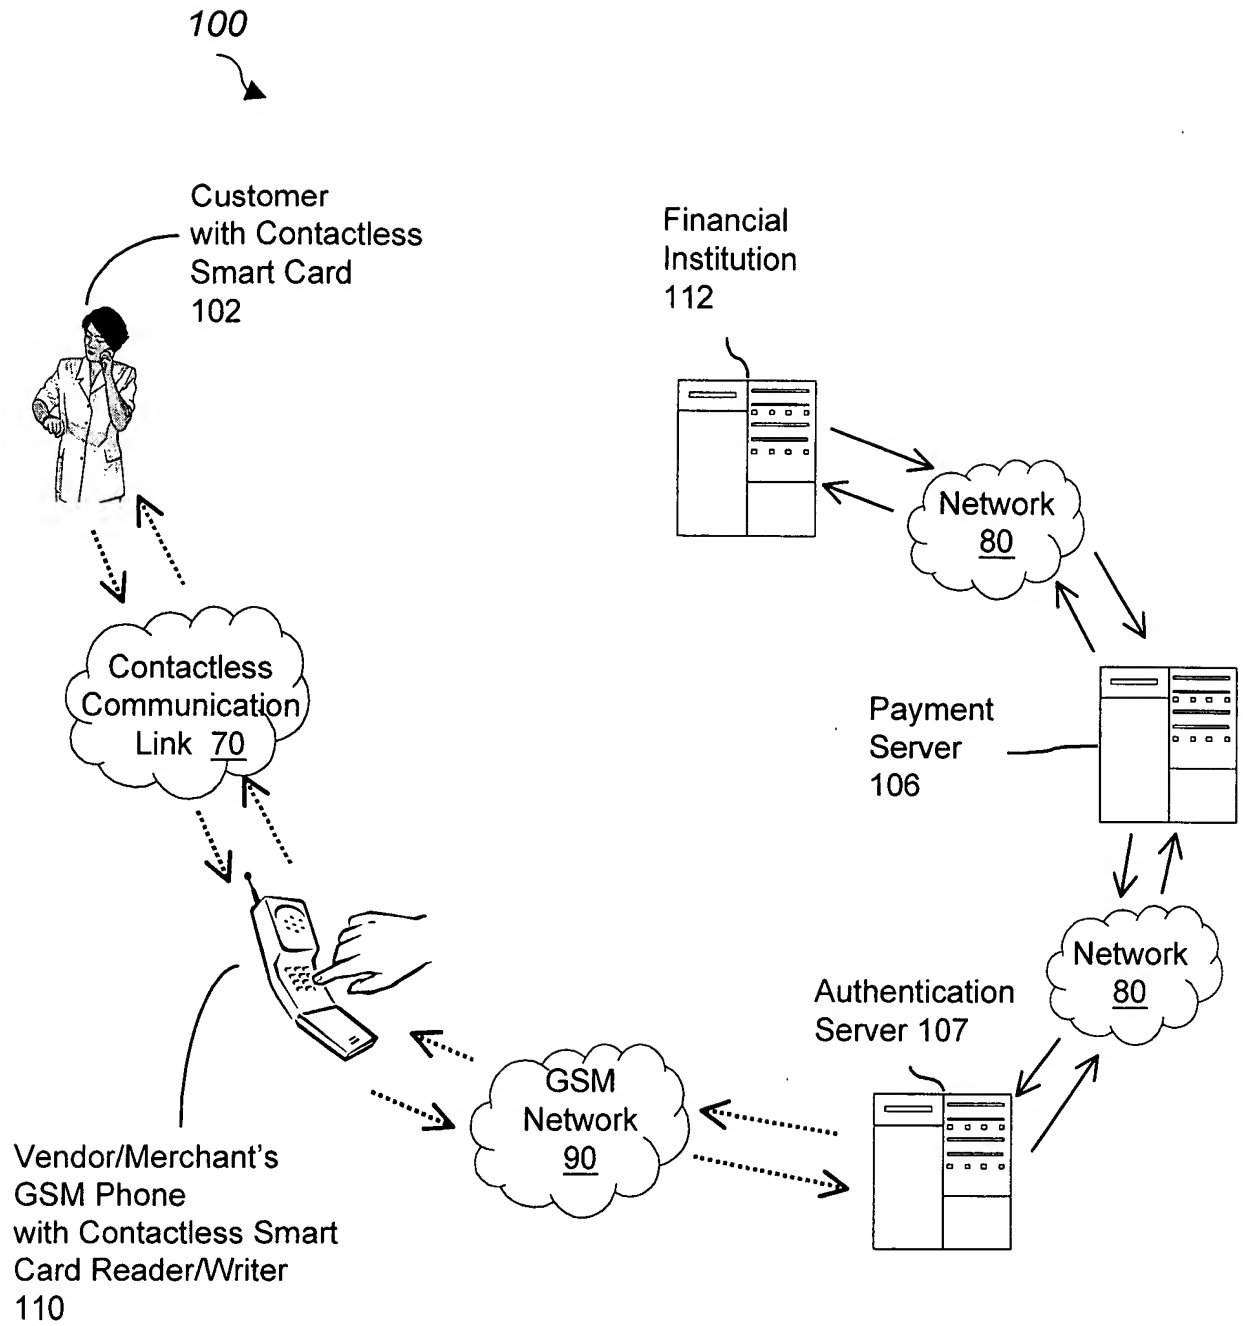 100
Customer
with Contactless
Smart Card
102
Financial
Institution
112
Network
80
Contactless
Communication
Link 70
Payment
Server
106
Network
80
Authentication
Server 107
GSM
Network
90
Vendor/Merchant's
GSM Phone
with Contactless Smart
Card Reader/Writer
110